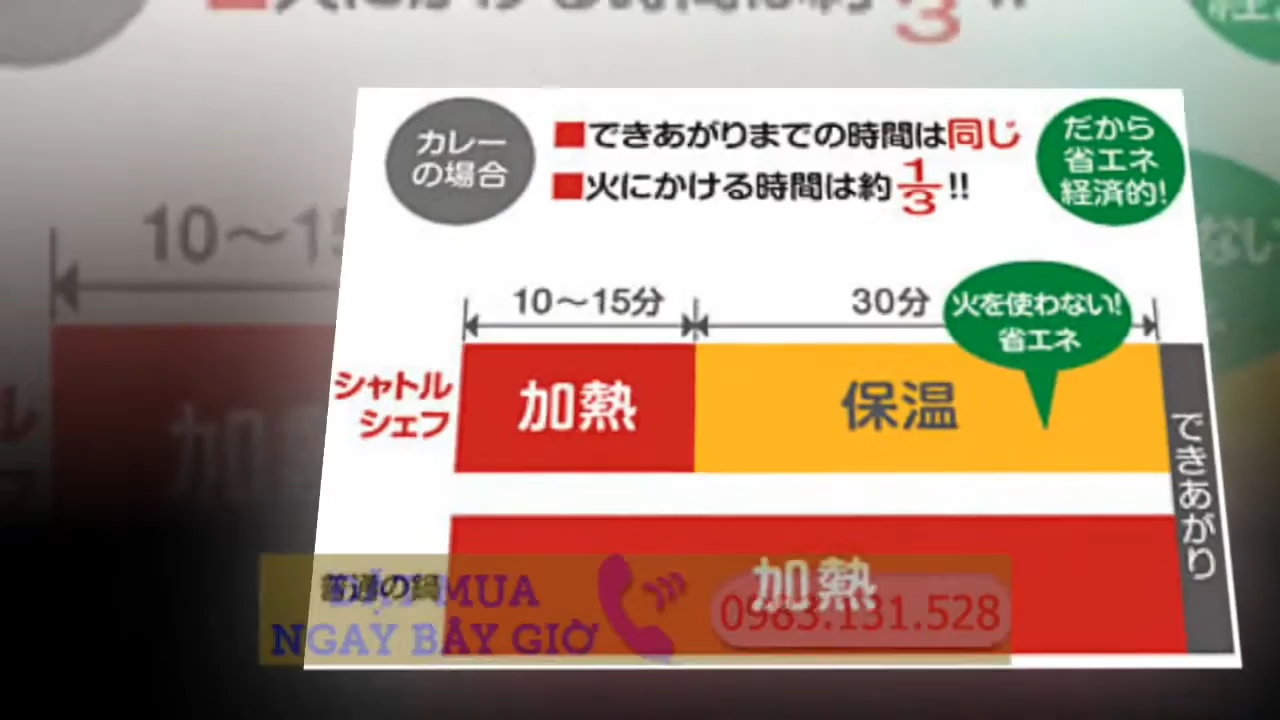 カレー
の場合
■できあがりまでの時間は同じ
■火にかける時間は約1/3!!
だから
省エネ
経済的!
10〜15分
30分
火を使わない!
省エネ
シャトル
シェフ
加熱
保温
できあがり
普通の鍋
加熱
ĐẶT MUA
NGAY BÂY GIỜ
0983.131.528